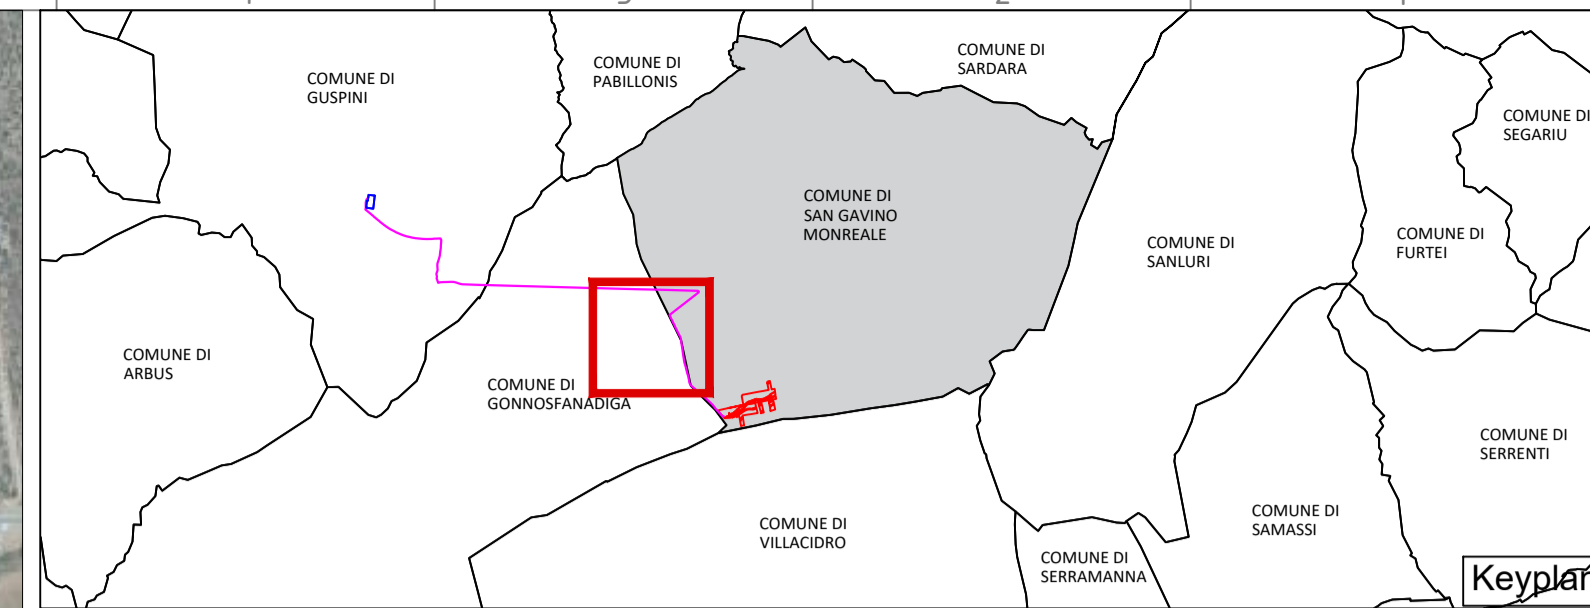 COMUNE DI
GUSPINI
COMUNE DI
PABILLONIS
COMUNE DI
SARDARA
COMUNE DI
SEGARIU
COMUNE DI
SAN GAVINO
MONREALE
COMUNE DI
SANLURI
COMUNE DI
FURTEI
COMUNE DI
ARBUS
COMUNE DI
GONNOSFANADIGA
COMUNE DI
SERRENTI
COMUNE DI
VILLACIDRO
COMUNE DI
SAMASSI
COMUNE DI
SERRAMANNA
Keyplan